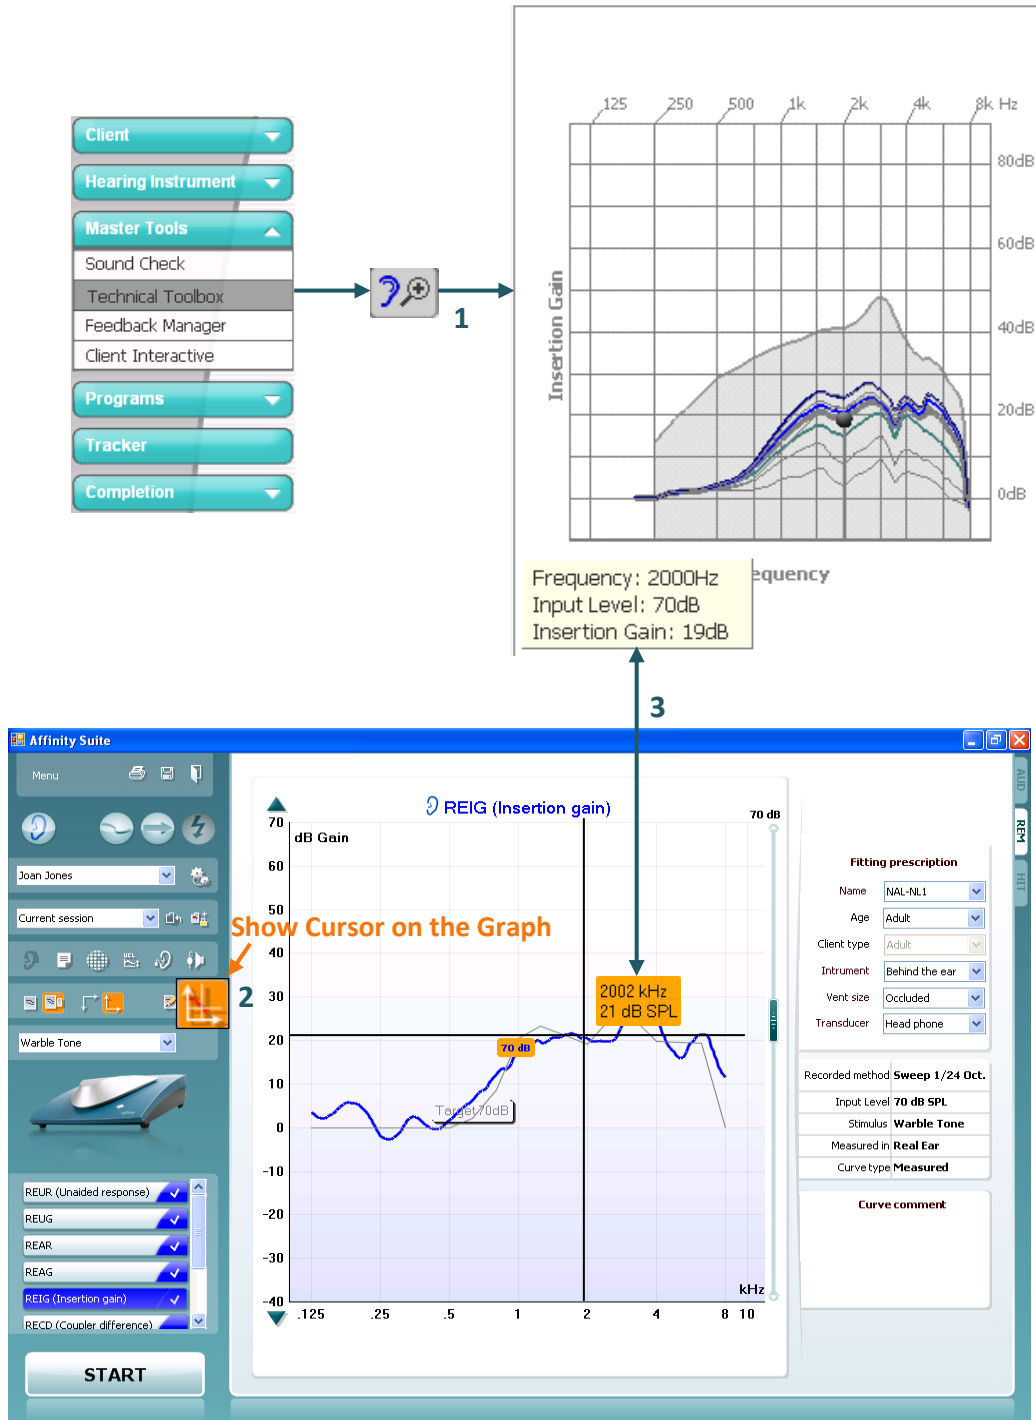 .125 .250 .500 1k 2k 4k 8k Hz
Client
Hearing Instrument
Master Tools
Sound Check
Technical Toolbox
Feedback Manager
Client Interactive
Programs
Tracker
Completion
1
80dB
60dB
40dB
20dB
0dB
Insertion Gain
equency
Frequency: 2000Hz
Input Level: 70dB
Insertion Gain: 19dB
3
Affinity Suite
Menu
AUD
REM
HIT
Joan Jones
Current session
UCL
Show Cursor on the Graph
2
Warble Tone
REUR (Unaided response)
REUG
REAR
REAG
REIG (Insertion gain)
RECD (Coupler difference)
START
REIG (Insertion gain)
70 dB
dB Gain
70
60
50
40
30
20
10
0
-10
-20
-30
-40
2002 kHz
21 dB SPL
70 dB
Target70dB
kHz
.125 .25 .5 1 2 4 8 10
Fitting prescription
Name NAL-NL1
Age Adult
Client type Adult
Intrument Behind the ear
Vent size Occluded
Transducer Head phone
Recorded method Sweep 1/24 Oct.
Input Level 70 dB SPL
Stimulus Warble Tone
Measured in Real Ear
Curve type Measured
Curve comment